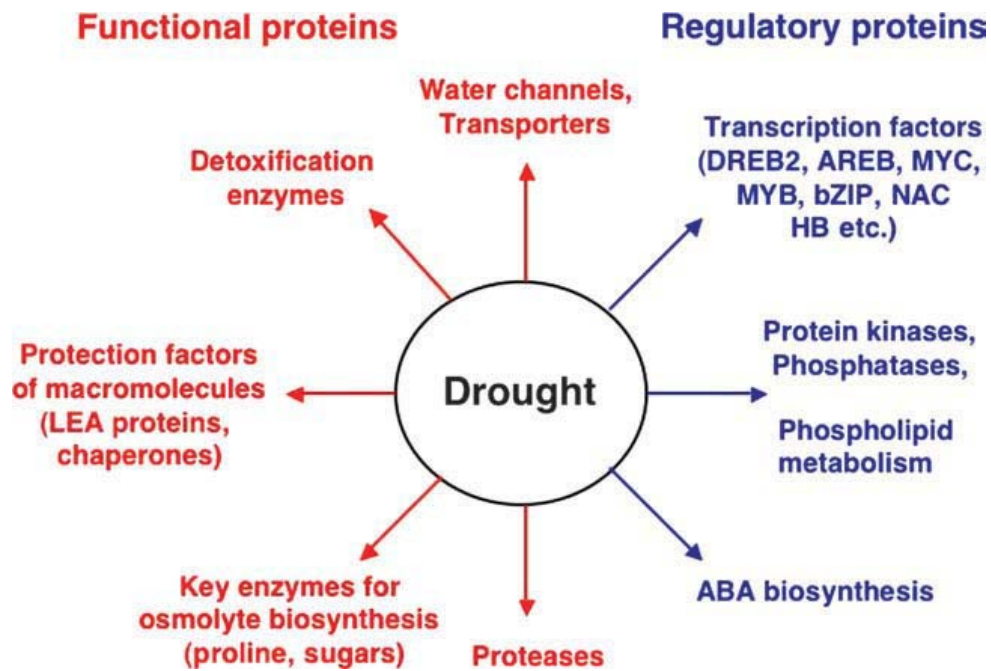 Functional proteins
Regulatory proteins
Water channels,
Transporters
Transcription factors
(DREB2, AREB, MYC,
MYB, bZIP, NAC
HB etc.)
Detoxification
enzymes
Protection factors
of macromolecules
(LEA proteins,
chaperones)
Drought
Protein kinases,
Phosphatases,
Phospholipid
metabolism
Key enzymes for
osmolyte biosynthesis
(proline, sugars)
Proteases
ABA biosynthesis